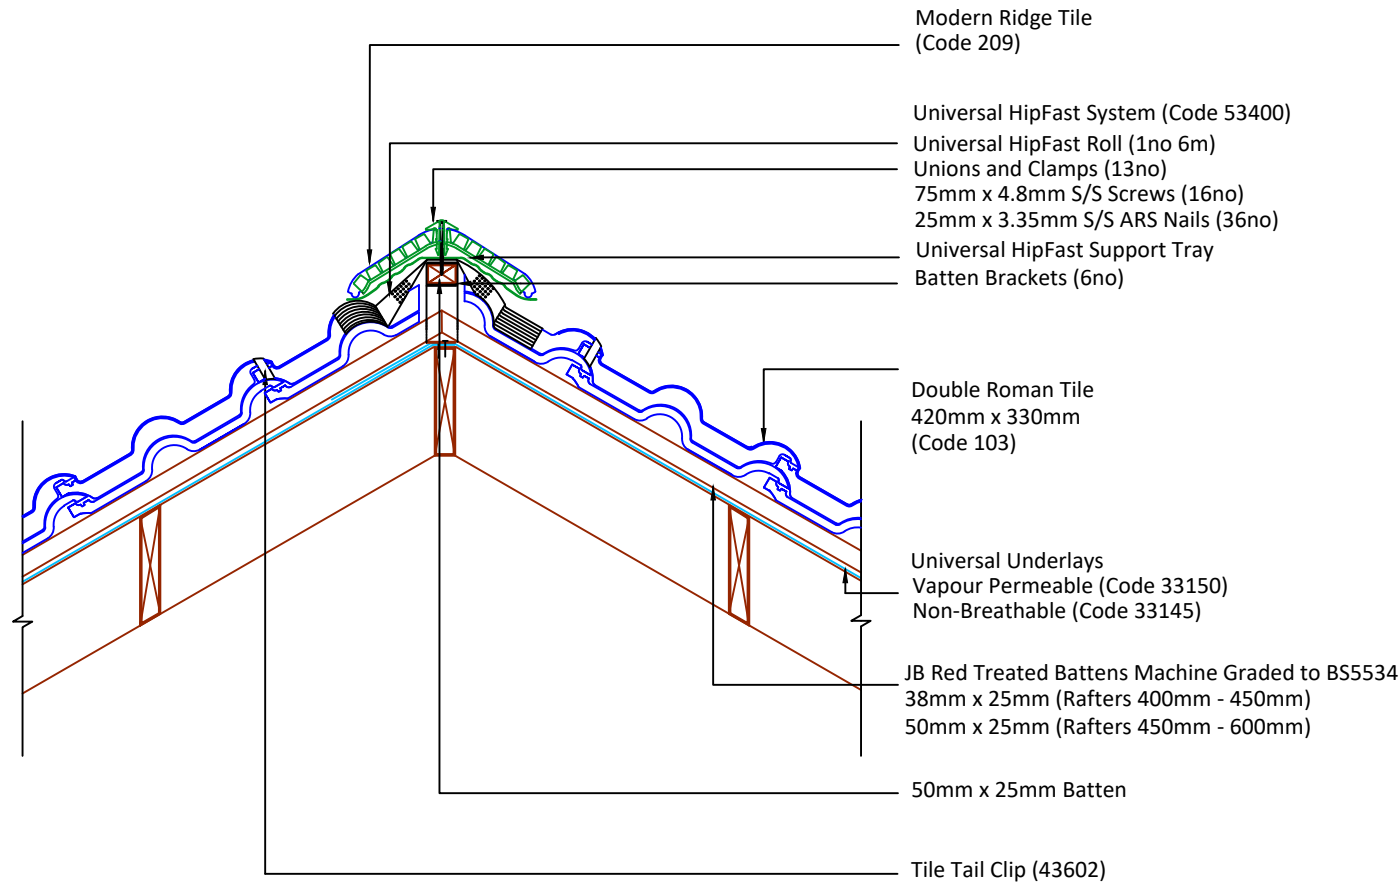 Modern Ridge Tile
(Code 209)
Universal HipFast System (Code 53400)
Universal HipFast Roll (1no 6m)
Unions and Clamps (13no)
75mm x 4.8mm S/S Screws (16no)
25mm x 3.35mm S/S ARS Nails (36no)
Universal HipFast Support Tray
Batten Brackets (6no)
Double Roman Tile
420mm x 330mm
(Code 103)
Universal Underlays
Vapour Permeable (Code 33150)
Non-Breathable (Code 33145)
JB Red Treated Battens Machine Graded to BS5534
38mm x 25mm (Rafters 400mm - 450mm)
50mm x 25mm (Rafters 450mm - 600mm)
50mm x 25mm Batten
Tile Tail Clip (43602)